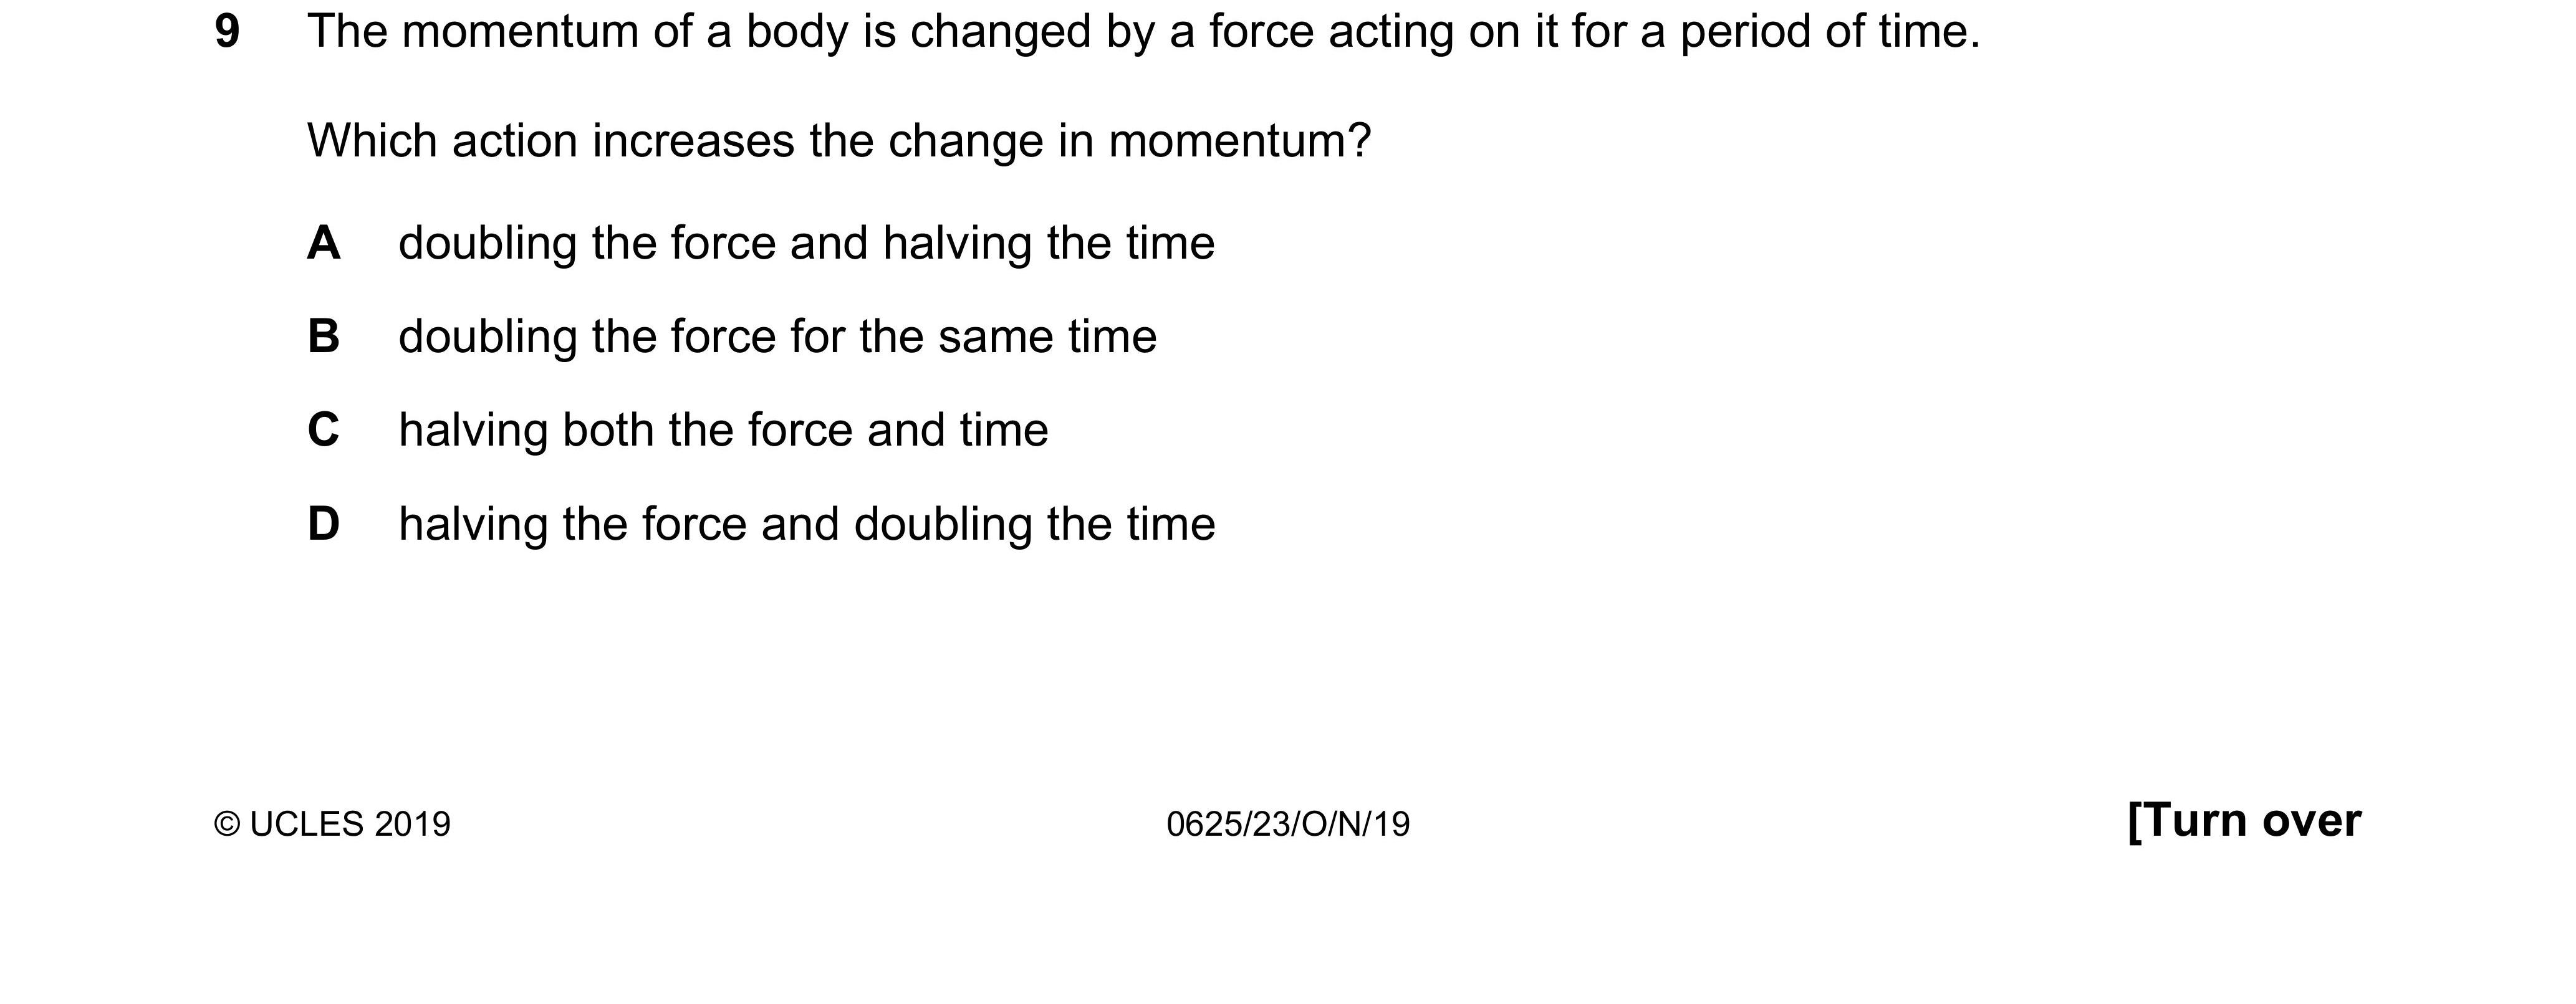 9 The momentum of a body is changed by a force acting on it for a period of time.
Which action increases the change in momentum?
A doubling the force and halving the time
B doubling the force for the same time
C halving both the force and time
D halving the force and doubling the time
© UCLES 2019 0625/23/O/N/19 [Turn over